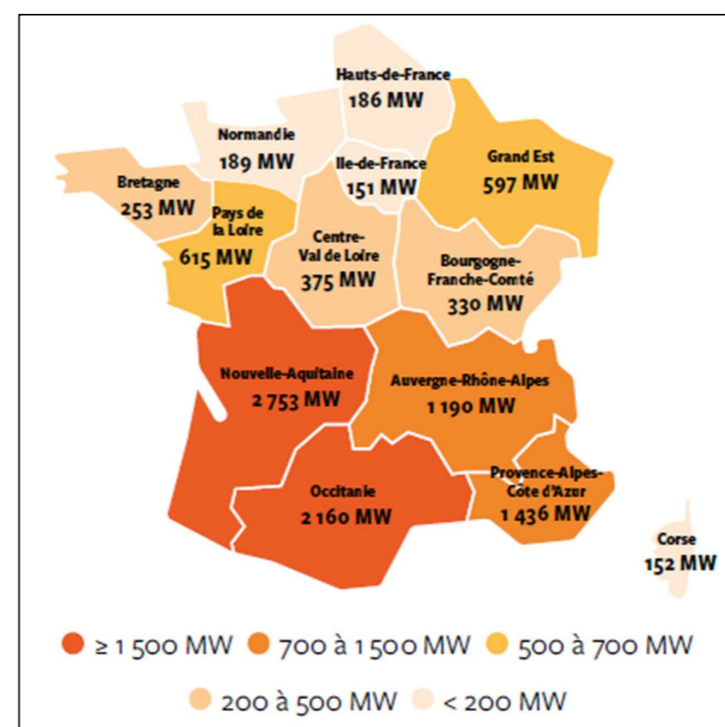 Hauts-de-France
186 MW
Normandie
189 MW
Ile-de-France
151 MW
Grand Est
597 MW
Bretagne
253 MW
Pays de
la Loire
615 MW
Centre-
Val de Loire
375 MW
Bourgogne-
Franche-Comté
330 MW
Nouvelle-Aquitaine
2 753 MW
Auvergne-Rhône-Alpes
1 190 MW
Occitanie
2 160 MW
Provence-Alpes-
Côte d'Azur
1 436 MW
Corse
152 MW
≥ 1 500 MW 700 à 1 500 MW 500 à 700 MW
200 à 500 MW < 200 MW